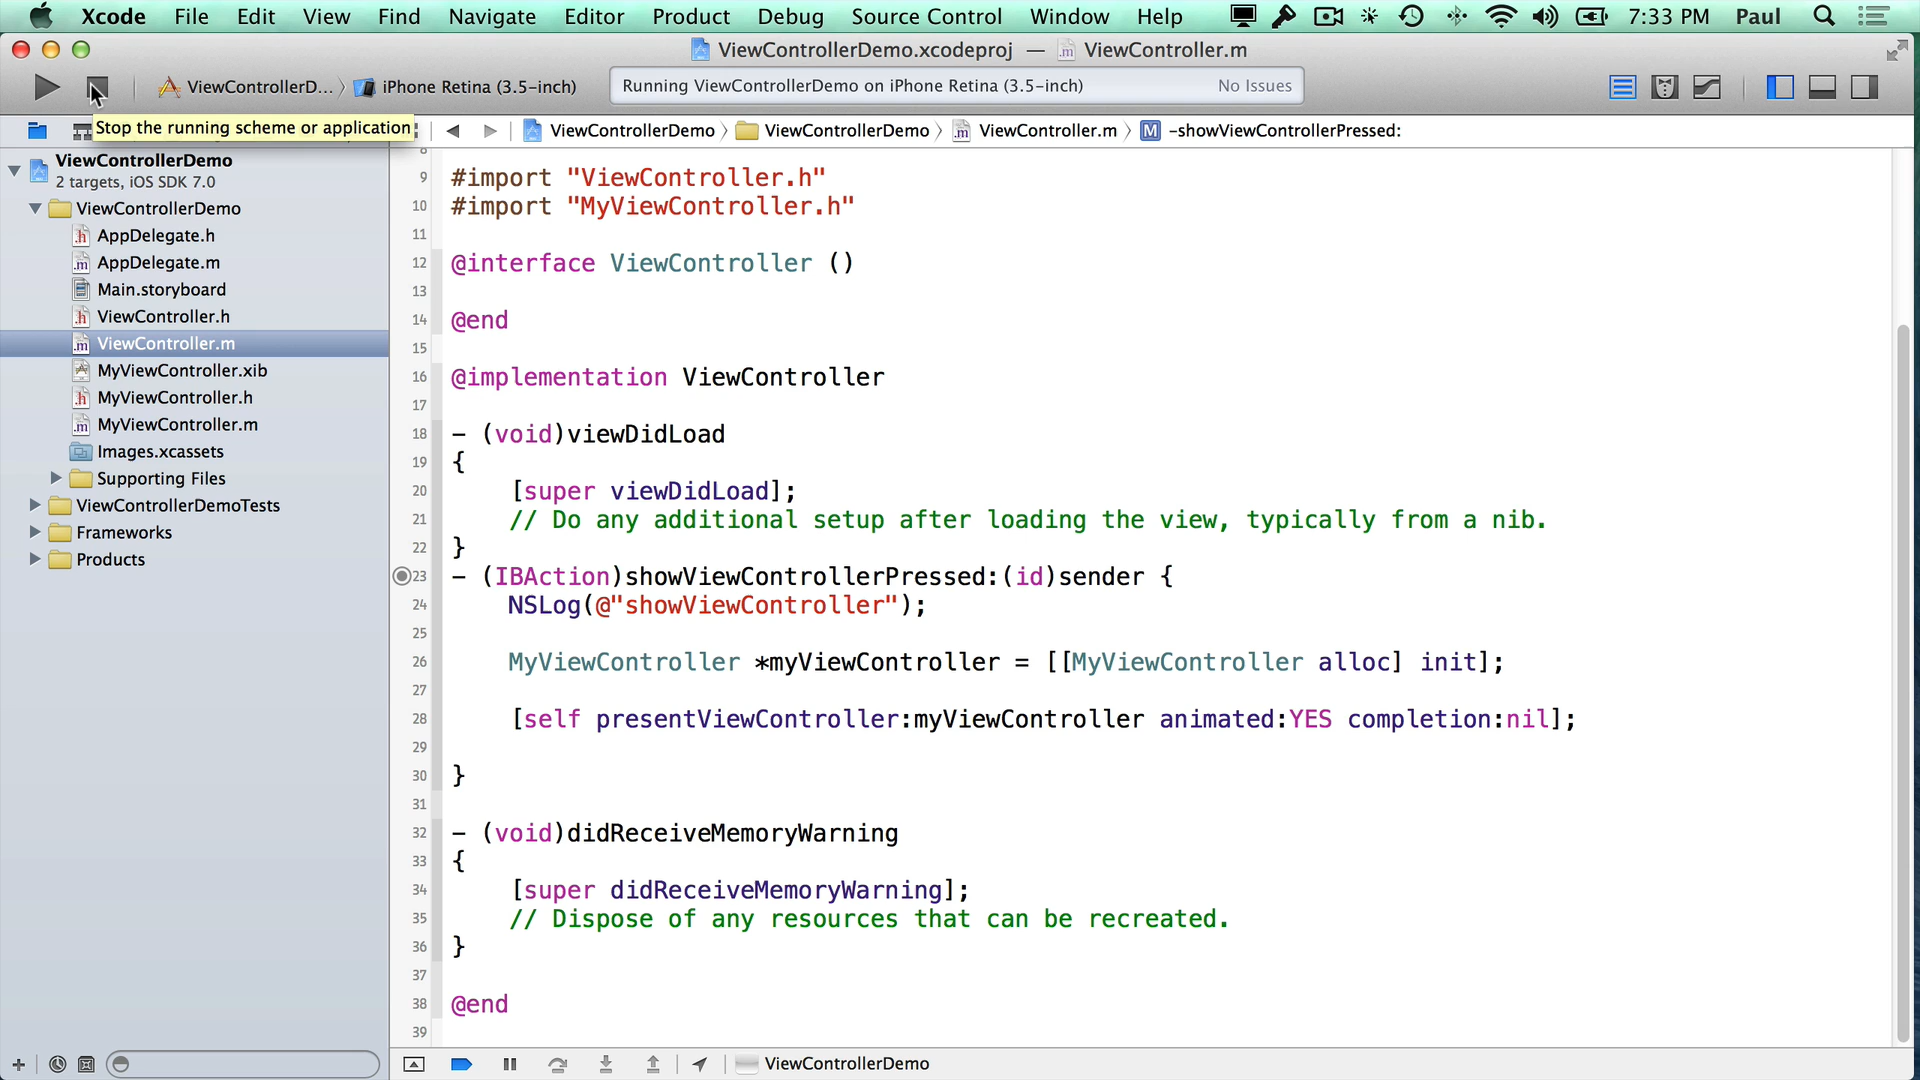 Xcode File Edit View Find Navigate Editor Product Debug Source Control Window Help 7:33 PM Paul
ViewControllerDemo.xcodeproj — ViewController.m
ViewControllerD... iPhone Retina (3.5-inch) Running ViewControllerDemo on iPhone Retina (3.5-inch) No Issues
Stop the running scheme or application
ViewControllerDemo ViewControllerDemo ViewController.m M -showViewControllerPressed:
ViewControllerDemo
2 targets, iOS SDK 7.0
ViewControllerDemo
AppDelegate.h
AppDelegate.m
Main.storyboard
ViewController.h
ViewController.m
MyViewController.xib
MyViewController.h
MyViewController.m
Images.xcassets
Supporting Files
ViewControllerDemoTests
Frameworks
Products
9 #import "ViewController.h"
10 #import "MyViewController.h"
11
12 @interface ViewController ()
13
14 @end
15
16 @implementation ViewController
17
18 - (void)viewDidLoad
19 {
20 [super viewDidLoad];
21 // Do any additional setup after loading the view, typically from a nib.
22 }
23 - (IBAction)showViewControllerPressed:(id)sender {
24 NSLog(@"showViewController");
25
26 MyViewController *myViewController = [[MyViewController alloc] init];
27
28 [self presentViewController:myViewController animated:YES completion:nil];
29
30 }
31
32 - (void)didReceiveMemoryWarning
33 {
34 [super didReceiveMemoryWarning];
35 // Dispose of any resources that can be recreated.
36 }
37
38 @end
39
ViewControllerDemo